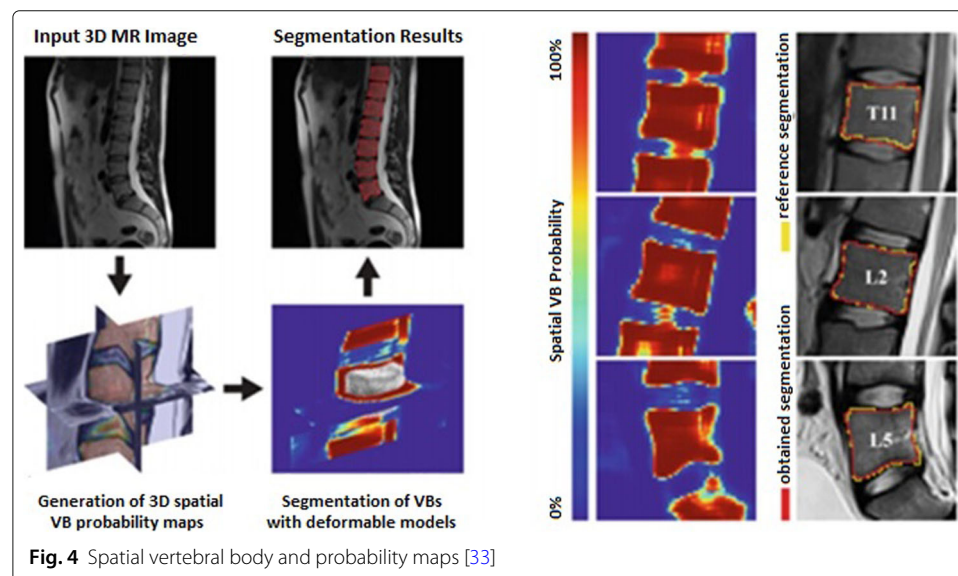 Input 3D MR Image
Segmentation Results
Generation of 3D spatial
VB probability maps
Segmentation of VBs
with deformable models
100%
Spatial VB Probability
0%
reference segmentation
obtained segmentation
T11
L2
L5
Fig. 4 Spatial vertebral body and probability maps [33]